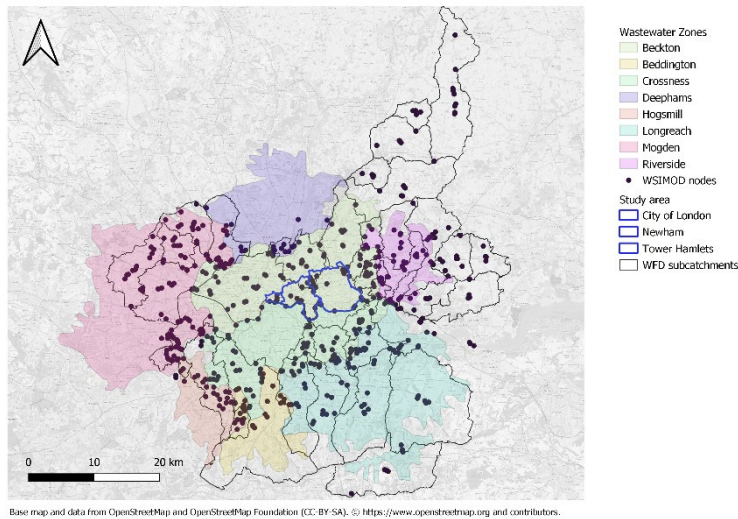 Wastewater Zones
Beckton
Beddington
Crossness
Deephams
Hogsmill
Longreach
Mogden
Riverside
WSIMOD nodes
Study area
City of London
Newham
Tower Hamlets
WFD subcatchments
0 10 20 km
Base map and data from OpenStreetMap and OpenStreetMap Foundation (CC-BY-SA). © https://www.openstreetmap.org and contributors.